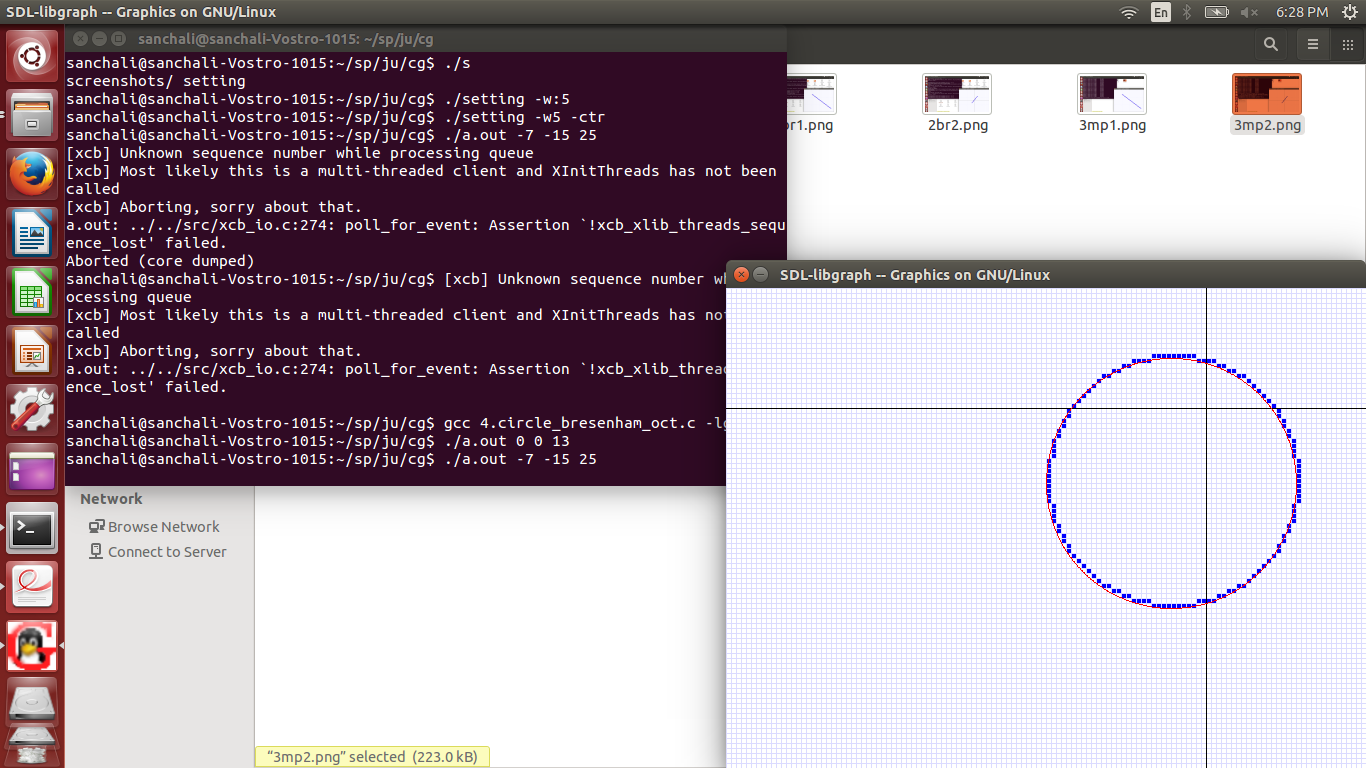 SDL-libgraph -- Graphics on GNU/Linux
En
6:28 PM
sanchali@sanchali-Vostro-1015: ~/sp/ju/cg
sanchali@sanchali-Vostro-1015:~/sp/ju/cg$ ./s
screenshots/ setting
sanchali@sanchali-Vostro-1015:~/sp/ju/cg$ ./setting -w:5
sanchali@sanchali-Vostro-1015:~/sp/ju/cg$ ./setting -w5 -ctr
sanchali@sanchali-Vostro-1015:~/sp/ju/cg$ ./a.out -7 -15 25
[xcb] Unknown sequence number while processing queue
[xcb] Most likely this is a multi-threaded client and XInitThreads has not been
called
[xcb] Aborting, sorry about that.
a.out: ../../src/xcb_io.c:274: poll_for_event: Assertion `!xcb_xlib_threads_sequ
ence_lost' failed.
Aborted (core dumped)
sanchali@sanchali-Vostro-1015:~/sp/ju/cg$ [xcb] Unknown sequence number wh
ocessing queue
[xcb] Most likely this is a multi-threaded client and XInitThreads has not
called
[xcb] Aborting, sorry about that.
a.out: ../../src/xcb_io.c:274: poll_for_event: Assertion `!xcb_xlib_threa
ence_lost' failed.
sanchali@sanchali-Vostro-1015:~/sp/ju/cg$ gcc 4.circle_bresenham_oct.c -lg
sanchali@sanchali-Vostro-1015:~/sp/ju/cg$ ./a.out 0 0 13
sanchali@sanchali-Vostro-1015:~/sp/ju/cg$ ./a.out -7 -15 25
br1.png
2br2.png
3mp1.png
3mp2.png
SDL-libgraph -- Graphics on GNU/Linux
Network
Browse Network
Connect to Server
"3mp2.png" selected (223.0 kB)